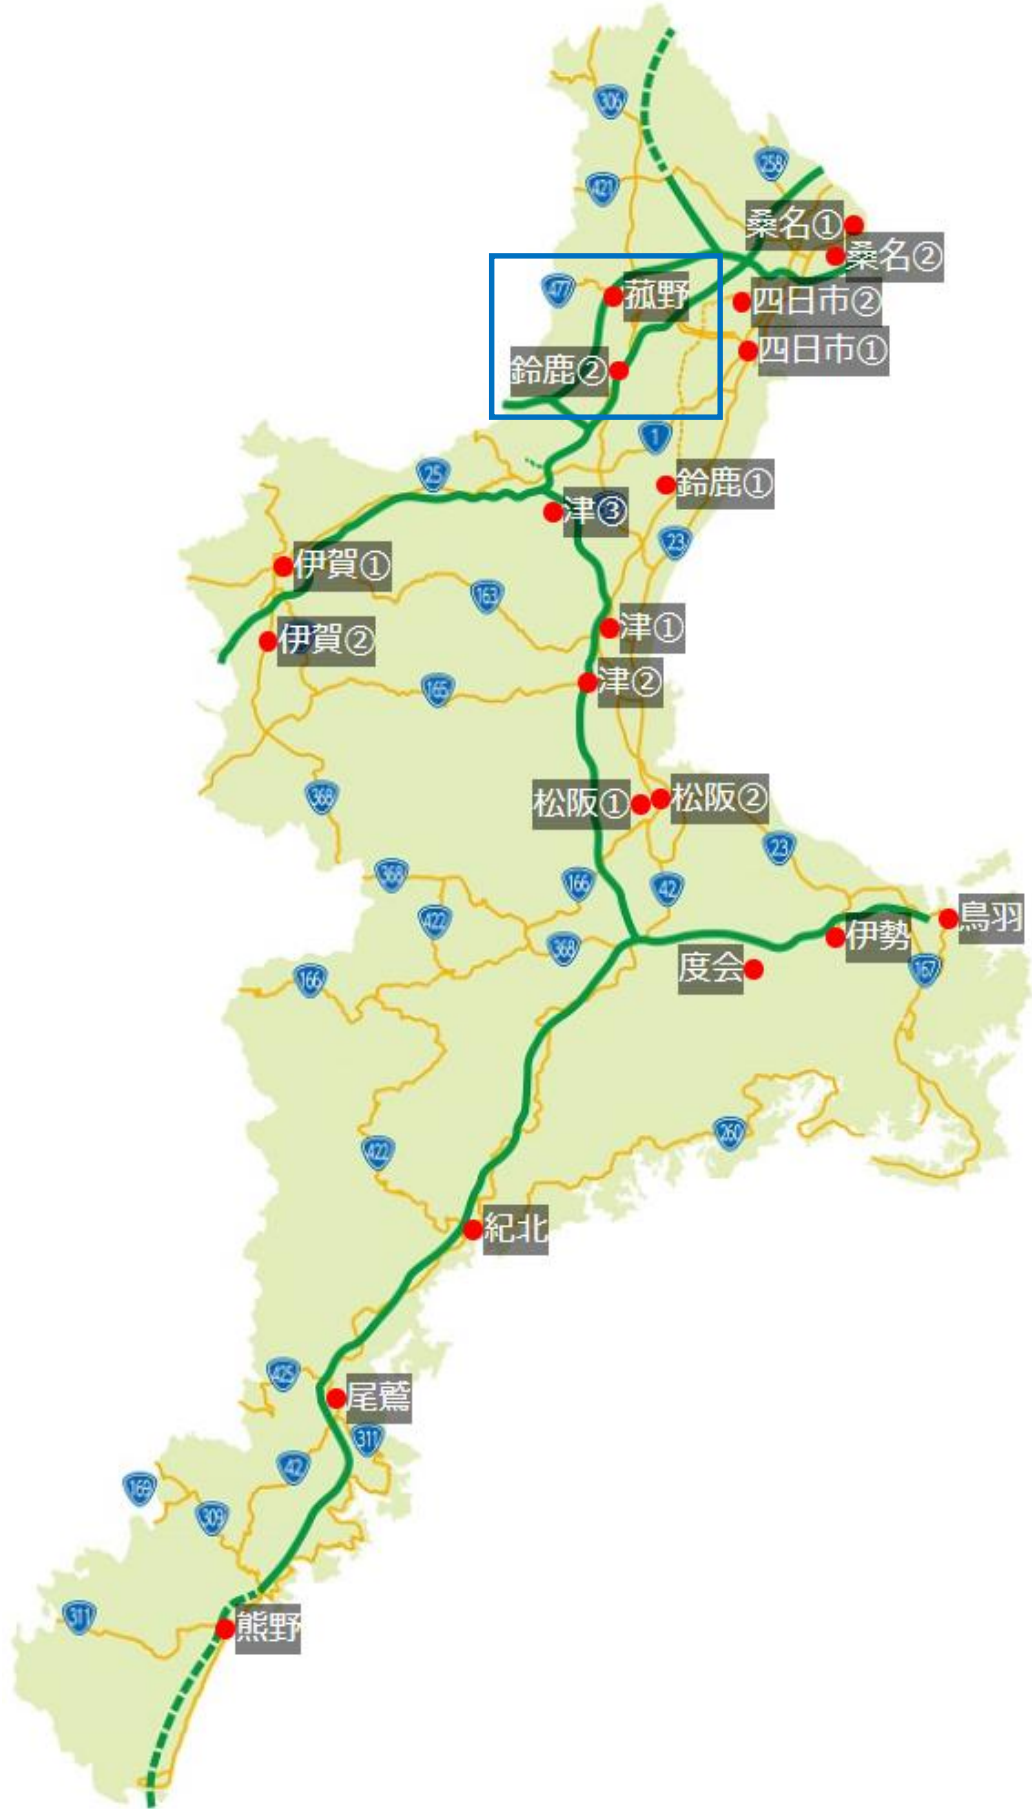 306
258
421
桑名①
桑名②
477
菰野
四日市②
四日市①
鈴鹿②
1
25
鈴鹿①
津③
23
伊賀①
163
津①
伊賀②
津②
165
松阪①
松阪②
368
23
368
166
42
422
鳥羽
伊勢
368
度会
167
166
260
422
紀北
425
尾鷲
311
42
169
309
311
熊野